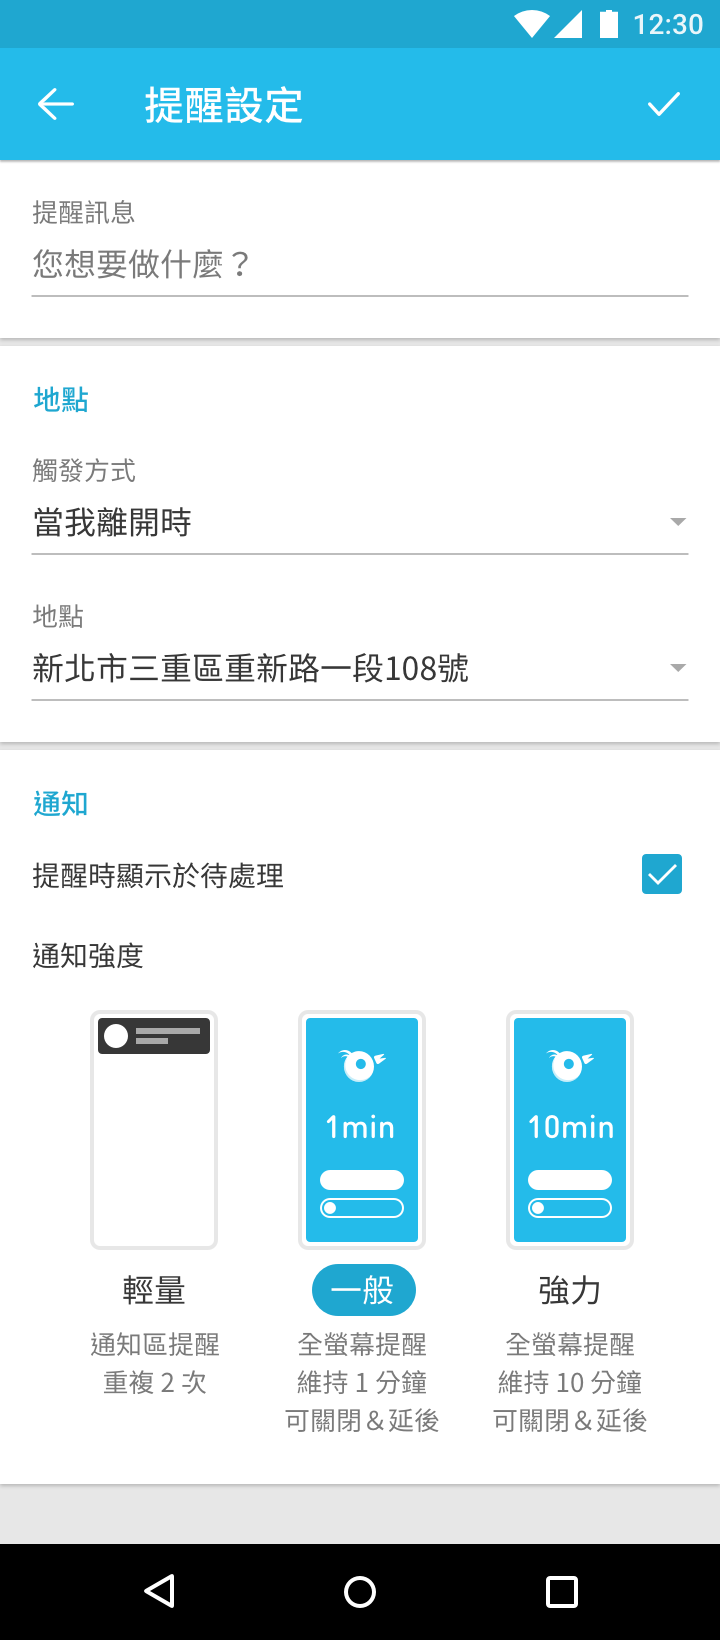 12:30
提醒設定
提醒訊息
您想要做什麼？
地點
觸發方式
當我離開時
地點
新北市三重區重新路一段108號
通知
提醒時顯示於待處理
通知強度
1min
10min
輕量
一般
強力
通知區提醒
重複 2 次
全螢幕提醒
維持 1 分鐘
可關閉＆延後
全螢幕提醒
維持 10 分鐘
可關閉＆延後